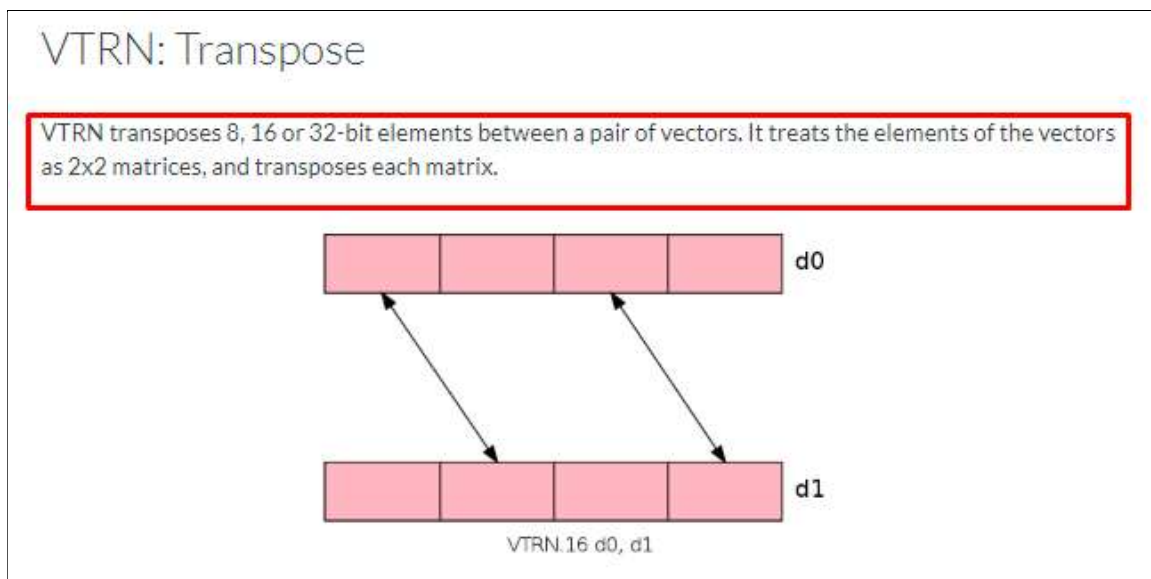 VTRN: Transpose
VTRN transposes 8, 16 or 32-bit elements between a pair of vectors. It treats the elements of the vectors
as 2x2 matrices, and transposes each matrix.
d0
d1
VTRN.16 d0, d1